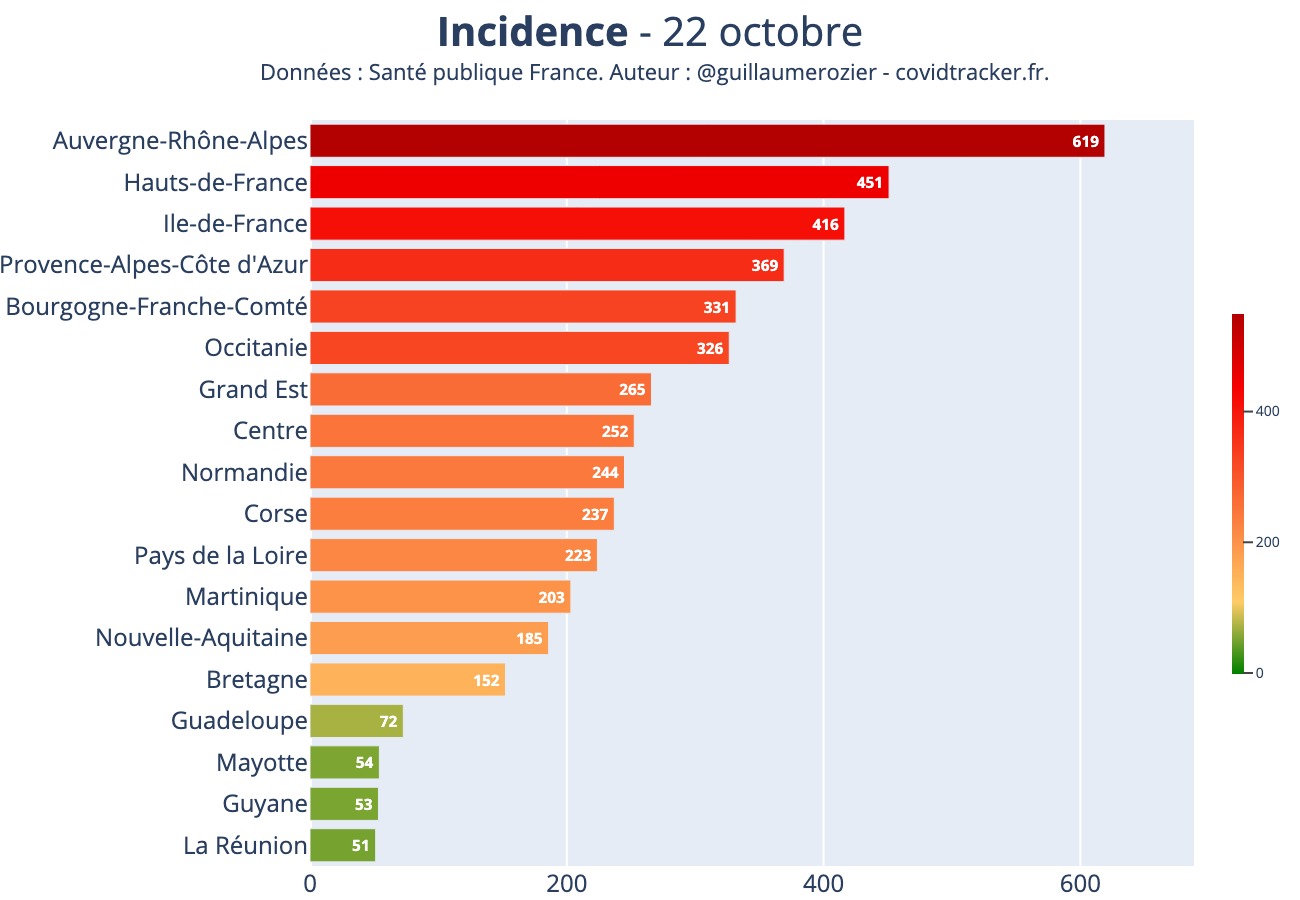 Incidence - 22 octobre
Données : Santé publique France. Auteur : @guillaumerozier - covidtracker.fr.
Auvergne-Rhône-Alpes 619
Hauts-de-France 451
Ile-de-France 416
Provence-Alpes-Côte d'Azur 369
Bourgogne-Franche-Comté 331
Occitanie 326
Grand Est 265
Centre 252
Normandie 244
Corse 237
Pays de la Loire 223
Martinique 203
Nouvelle-Aquitaine 185
Bretagne 152
Guadeloupe 72
Mayotte 54
Guyane 53
La Réunion 51
0 200 400 600
400
200
0